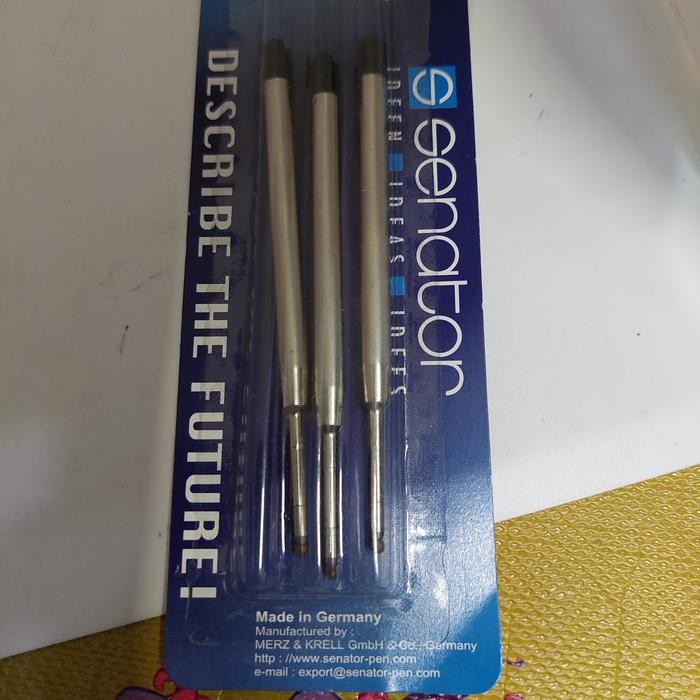 senator
IDEEN IDEAS IDEES
DESCRIBE THE FUTURE!
Made in Germany
Manufactured by :
MERZ & KRELL GmbH & Co., Germany
http : //www.senator-pen.com
e-mail : export@senator-pen.com